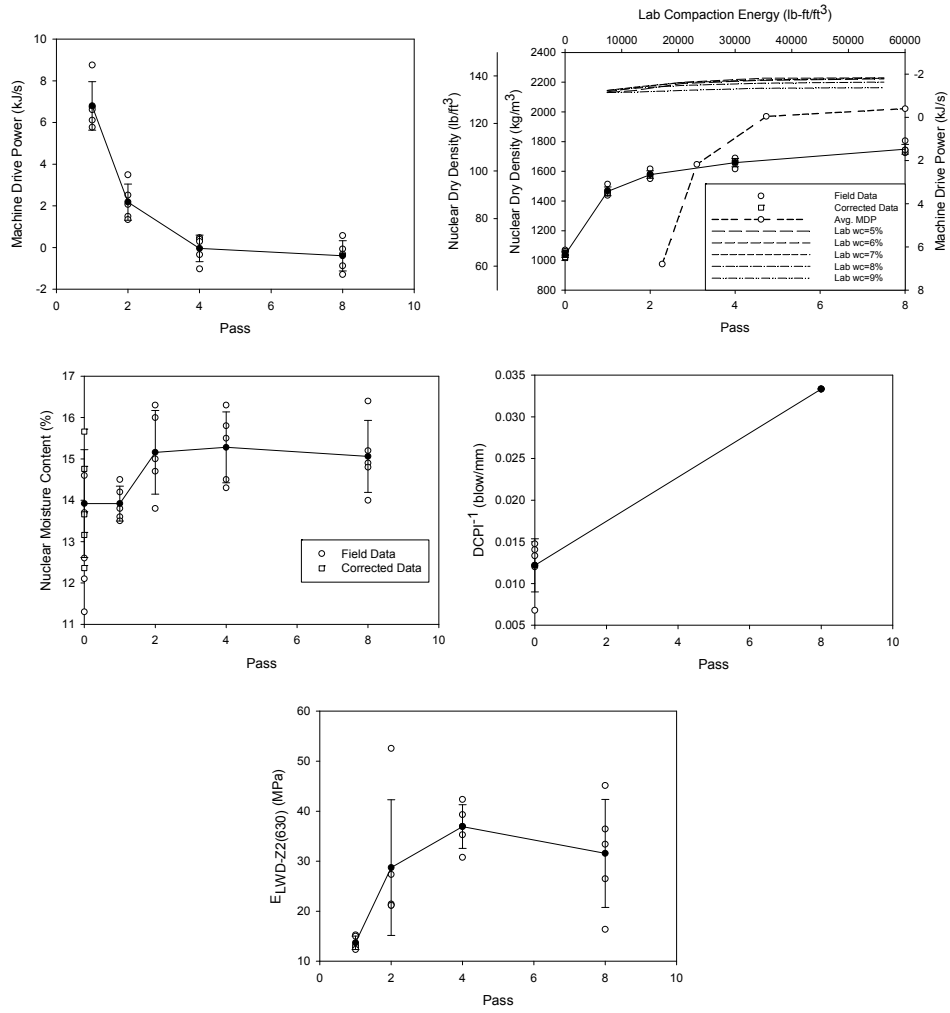 Machine Drive Power (kJ/s)
10
8
6
4
2
0
-2
0 2 4 6 8 10
Pass
Lab Compaction Energy (lb-ft/ft³)
0 10000 20000 30000 40000 50000 60000
Nuclear Dry Density (lb/ft³)
140
120
100
80
60
Nuclear Dry Density (kg/m³)
2400
2200
2000
1800
1600
1400
1200
1000
800
Machine Drive Power (kJ/s)
-2
0
2
4
6
8
Field Data
Corrected Data
Avg. MDP
Lab wc=5%
Lab wc=6%
Lab wc=7%
Lab wc=8%
Lab wc=9%
0 2 4 6 8
Pass
Nuclear Moisture Content (%)
17
16
15
14
13
12
11
Field Data
Corrected Data
0 2 4 6 8 10
Pass
DCPI⁻¹ (blow/mm)
0.035
0.030
0.025
0.020
0.015
0.010
0.005
0 2 4 6 8 10
Pass
E LWD-Z2(630) (MPa)
60
50
40
30
20
10
0 2 4 6 8 10
Pass